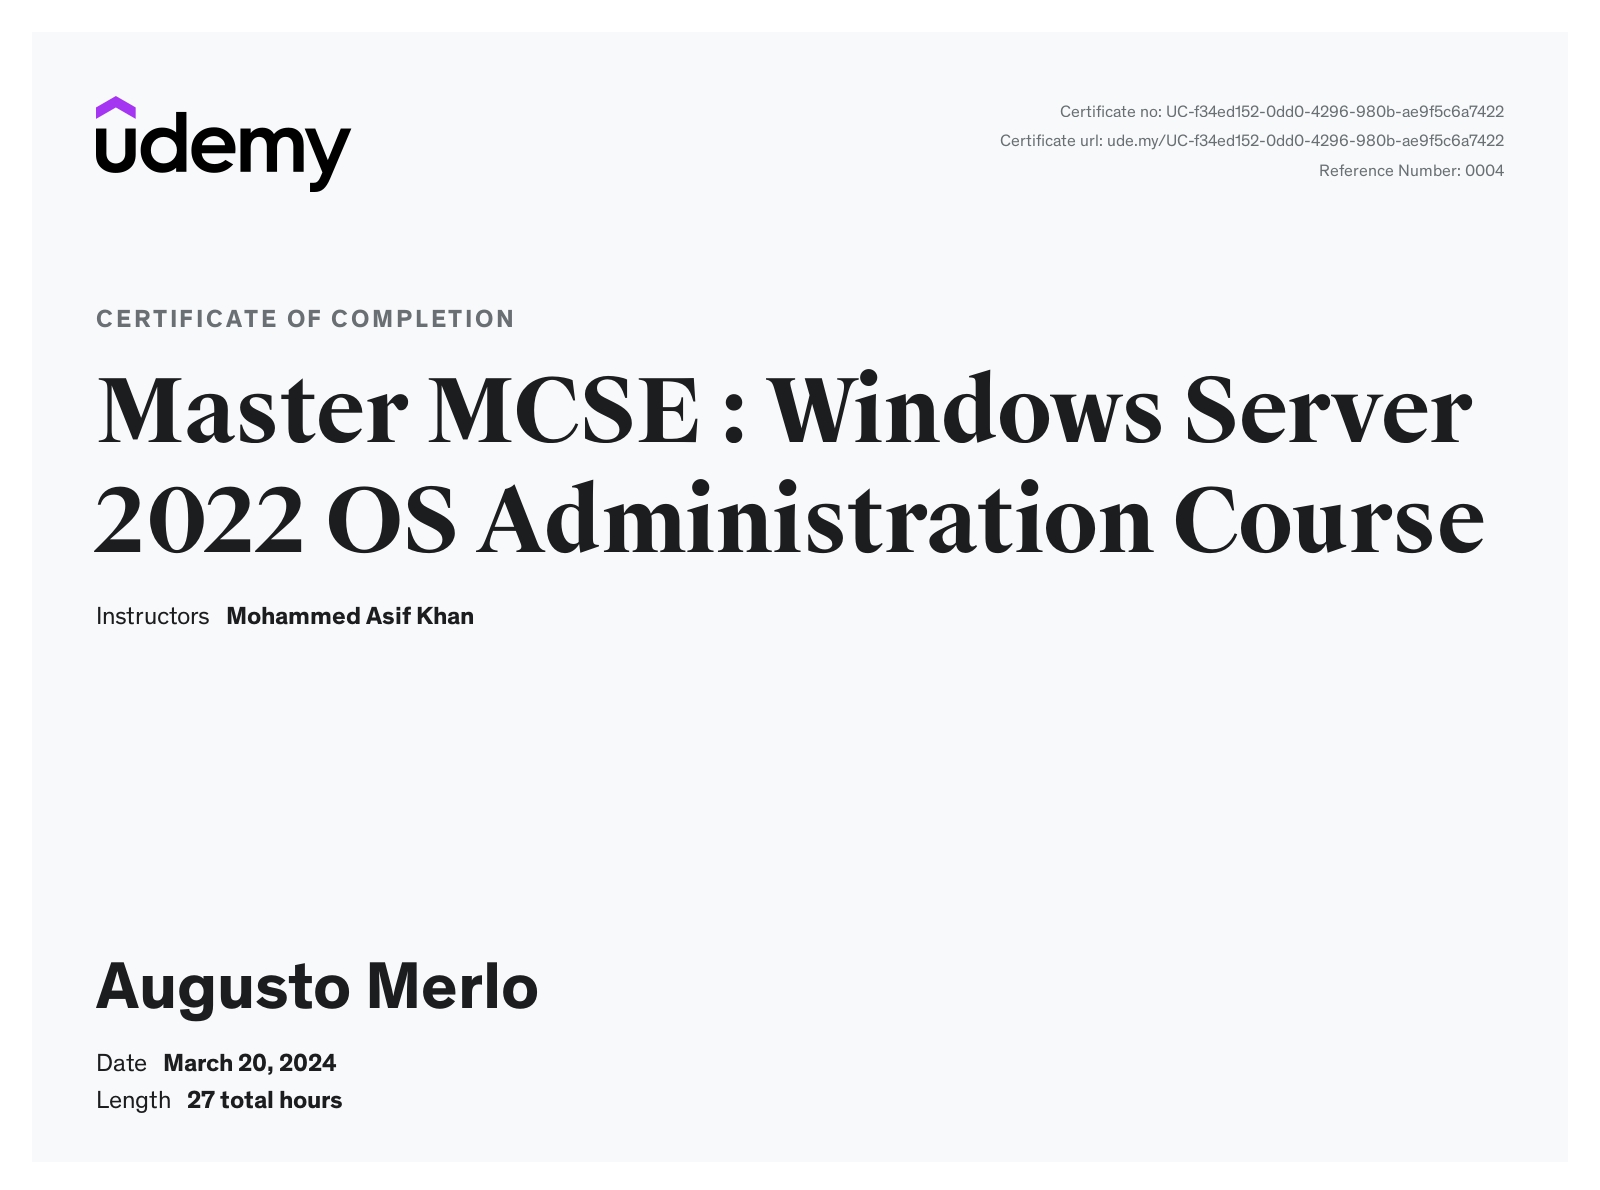 udemy
Certificate no: UC-f34ed152-0dd0-4296-980b-ae9f5c6a7422
Certificate url: ude.my/UC-f34ed152-0dd0-4296-980b-ae9f5c6a7422
Reference Number: 0004
CERTIFICATE OF COMPLETION
Master MCSE : Windows Server
2022 OS Administration Course
Instructors Mohammed Asif Khan
Augusto Merlo
Date March 20, 2024
Length 27 total hours